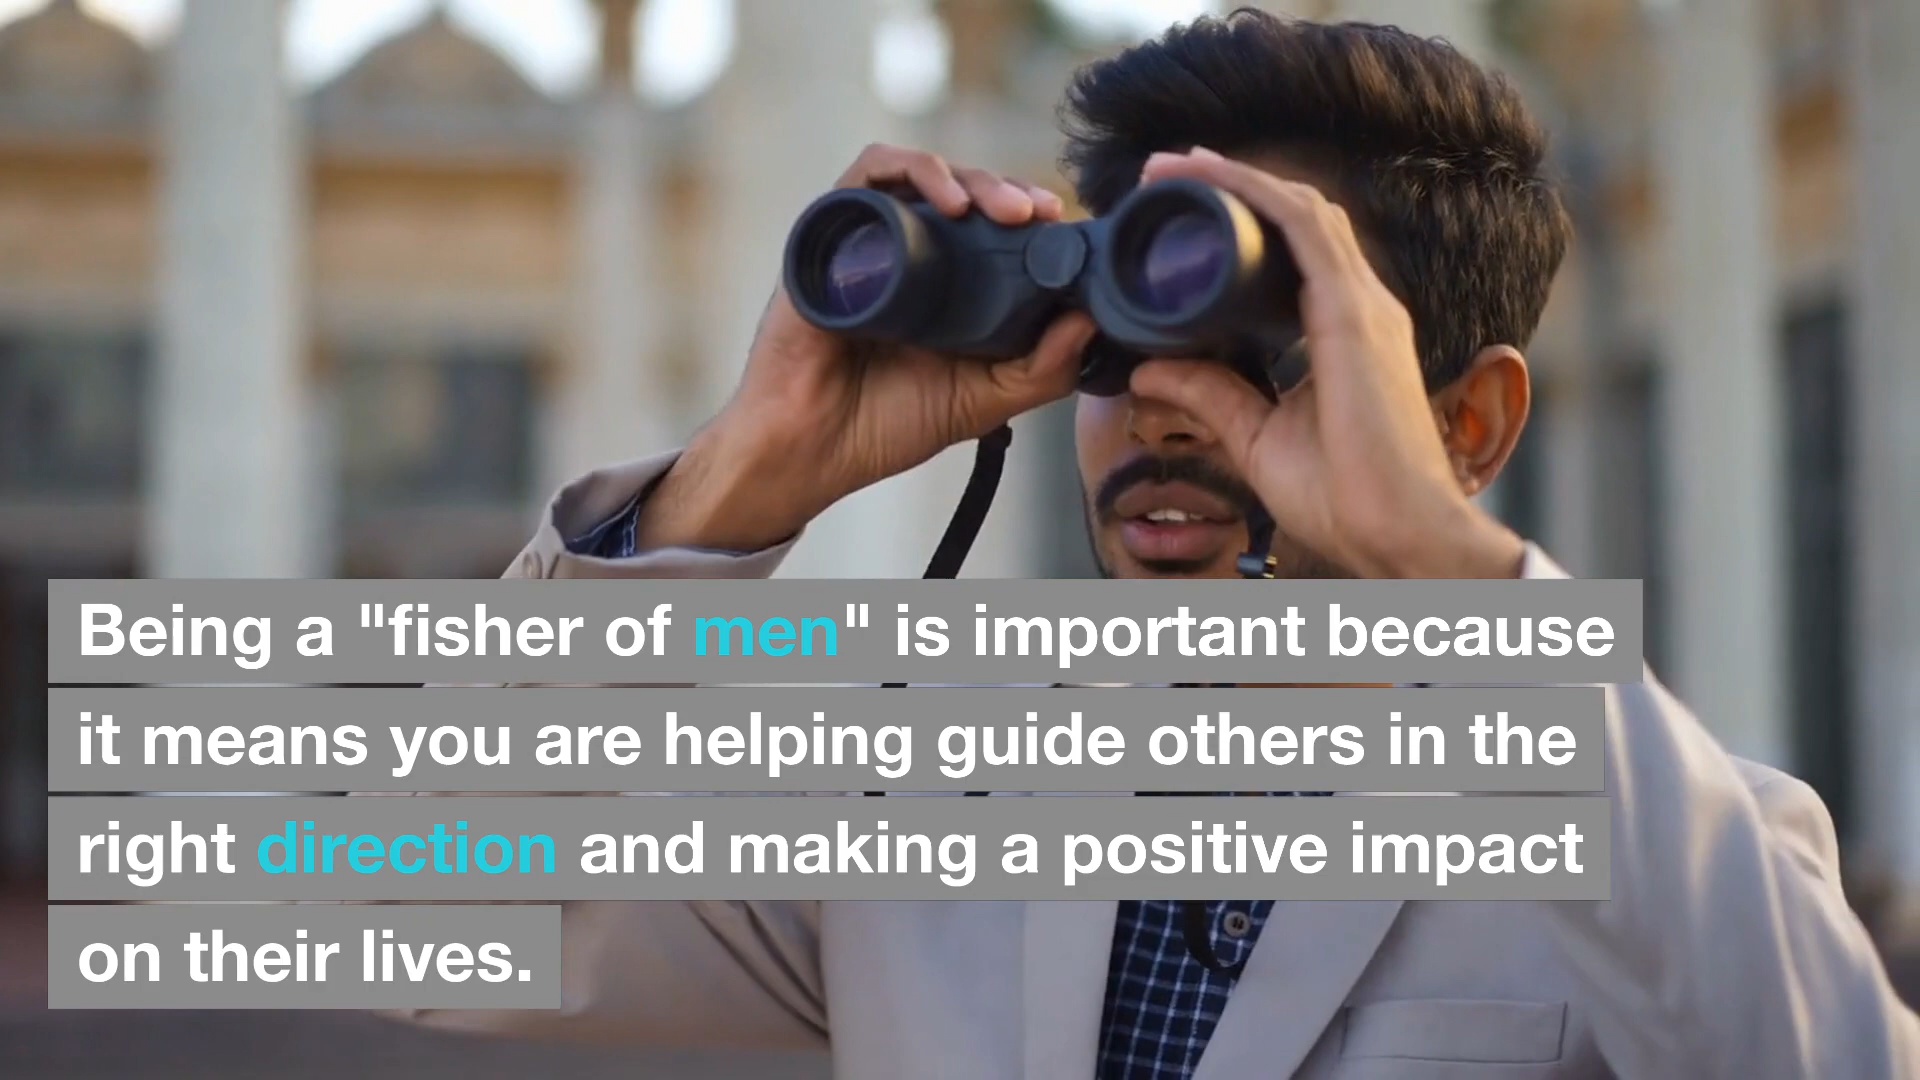 Being a "fisher of men" is important because
it means you are helping guide others in the
right direction and making a positive impact
on their lives.